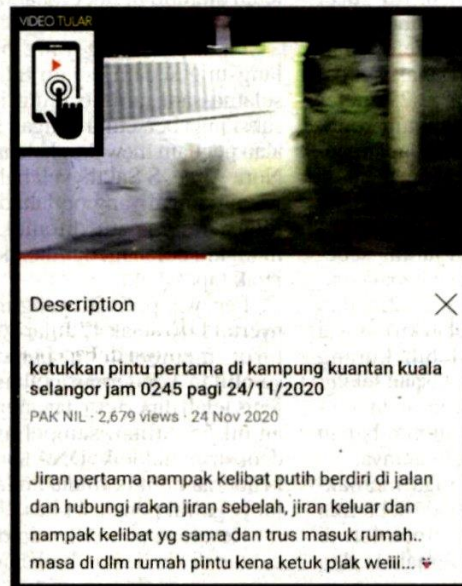 VIDEO TULAR
Description
ketukkan pintu pertama di kampung kuantan kuala
selangor jam 0245 pagi 24/11/2020
PAK NIL · 2,679 views · 24 Nov 2020
Jiran pertama nampak kelibat putih berdiri di jalan
dan hubungi rakan jiran sebelah, jiran keluar dan
nampak kelibat yg sama dan trus masuk rumah..
masa di dlm rumah pintu kena ketuk plak weiii...